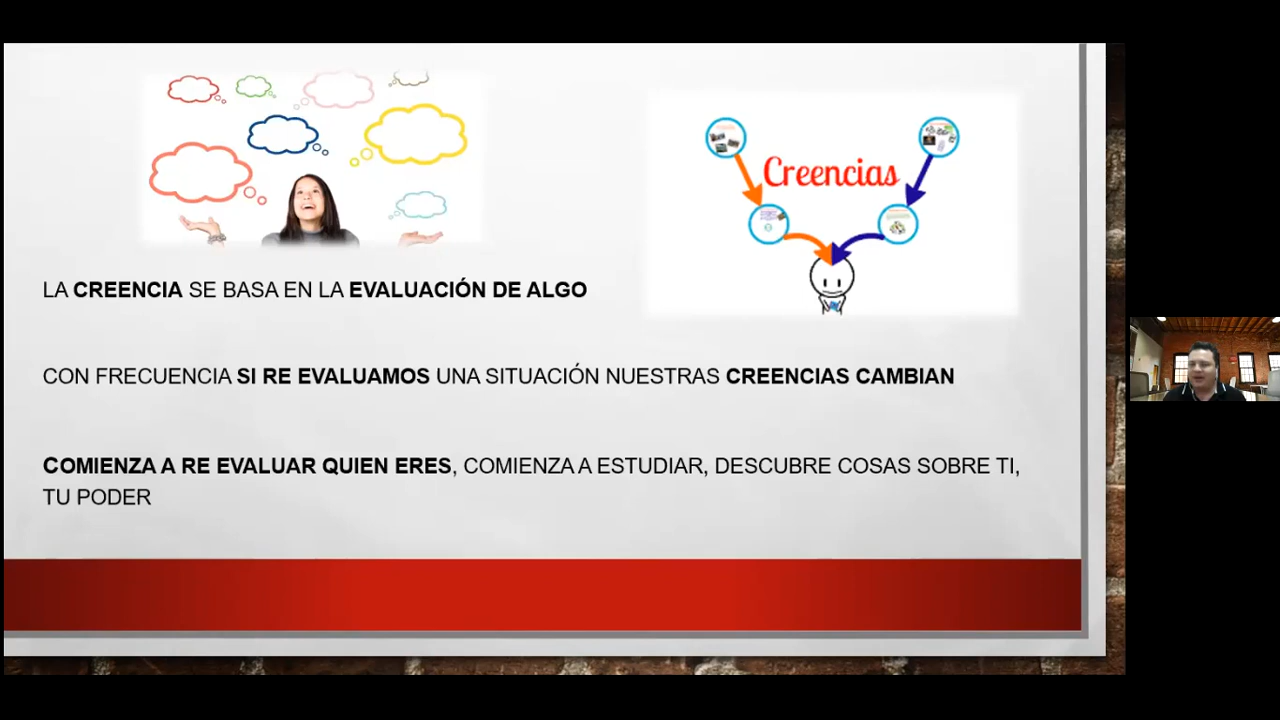 Creencias
LA CREENCIA SE BASA EN LA EVALUACIÓN DE ALGO
CON FRECUENCIA SI RE EVALUAMOS UNA SITUACIÓN NUESTRAS CREENCIAS CAMBIAN
COMIENZA A RE EVALUAR QUIEN ERES, COMIENZA A ESTUDIAR, DESCUBRE COSAS SOBRE TI,
TU PODER